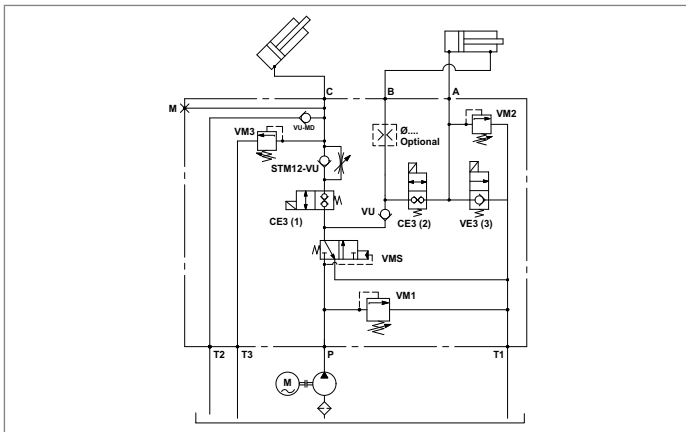 C
B
A
M
VM2
VU-MD
VM3
Ø....
Optional
STM12-VU
VU
CE3 (1)
CE3 (2)
VE3 (3)
VMS
VM1
T2
T3
P
T1
M